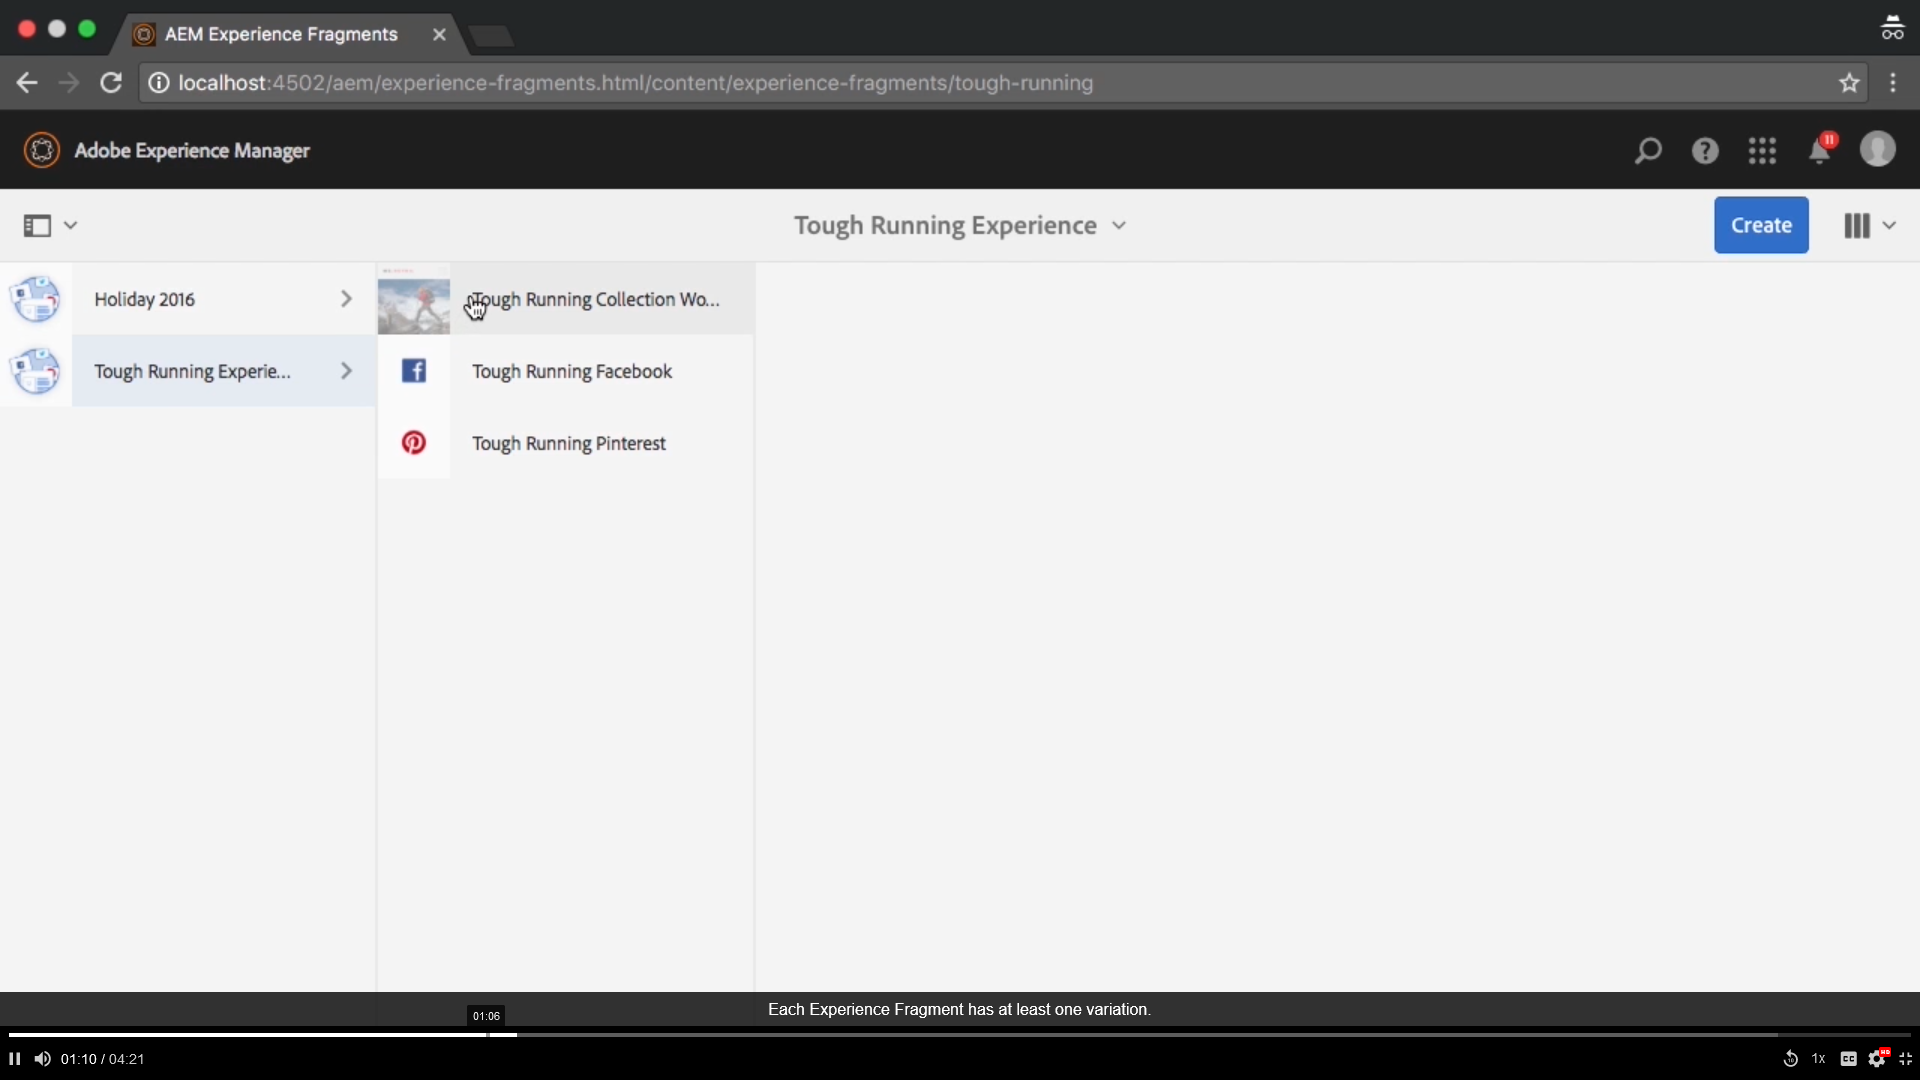 AEM Experience Fragments
localhost:4502/aem/experience-fragments.html/content/experience-fragments/tough-running
Adobe Experience Manager
11
Tough Running Experience
Create
Holiday 2016
Tough Running Collection Wo...
Tough Running Experie...
Tough Running Facebook
Tough Running Pinterest
Each Experience Fragment has at least one variation.
01:06
01:10 / 04:21
1x
CC
HD